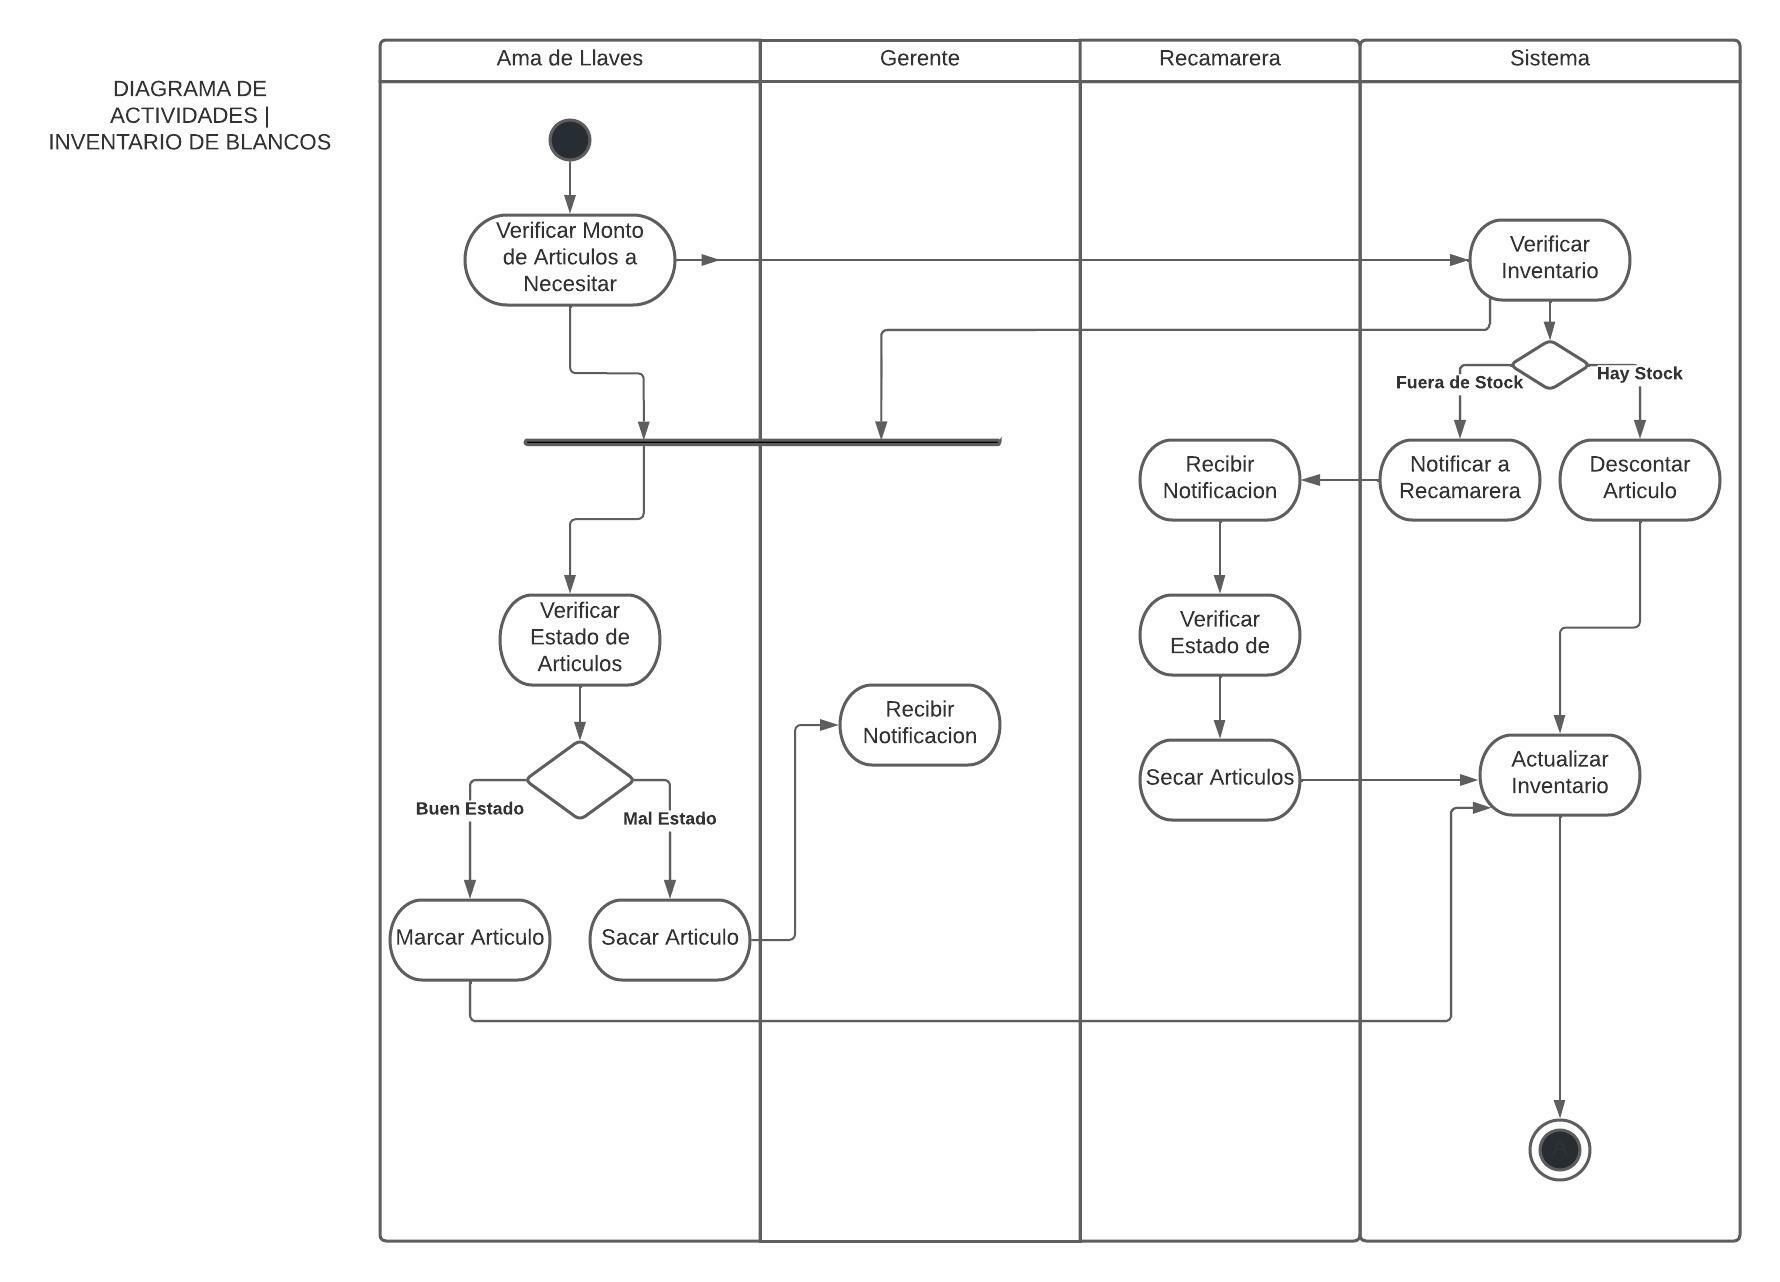 DIAGRAMA DE
ACTIVIDADES |
INVENTARIO DE BLANCOS
Ama de Llaves
Gerente
Recamarera
Sistema
Verificar Monto
de Articulos a
Necesitar
Verificar
Inventario
Fuera de Stock
Hay Stock
Recibir
Notificacion
Notificar a
Recamarera
Descontar
Articulo
Verificar
Estado de
Articulos
Verificar
Estado de
Recibir
Notificacion
Secar Articulos
Actualizar
Inventario
Buen Estado
Mal Estado
Marcar Articulo
Sacar Articulo